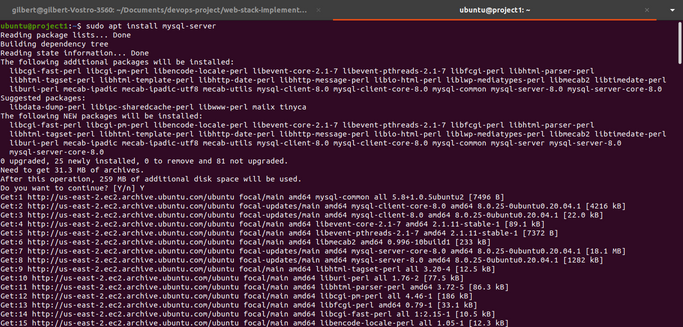 gilbert@gilbert-Vostro-3560: ~/Documents/devops-project/web-stack-implement...
ubuntu@project1: ~
ubuntu@project1:~$ sudo apt install mysql-server
Reading package lists... Done
Building dependency tree
Reading state information... Done
The following additional packages will be installed:
libcgi-fast-perl libcgi-pm-perl libencode-locale-perl libevent-core-2.1-7 libevent-pthreads-2.1-7 libfcgi-perl libhtml-parser-perl
libhtml-tagset-perl libhtml-template-perl libhttp-date-perl libhttp-message-perl libio-html-perl liblwp-mediatypes-perl libmecab2 libtimedate-perl
liburi-perl mecab-ipadic mecab-ipadic-utf8 mecab-utils mysql-client-8.0 mysql-client-core-8.0 mysql-common mysql-server-8.0 mysql-server-core-8.0
Suggested packages:
libdata-dump-perl libipc-sharedcache-perl libwww-perl mailx tinyca
The following NEW packages will be installed:
libcgi-fast-perl libcgi-pm-perl libencode-locale-perl libevent-core-2.1-7 libevent-pthreads-2.1-7 libfcgi-perl libhtml-parser-perl
libhtml-tagset-perl libhtml-template-perl libhttp-date-perl libhttp-message-perl libio-html-perl liblwp-mediatypes-perl libmecab2 libtimedate-perl
liburi-perl mecab-ipadic mecab-ipadic-utf8 mecab-utils mysql-client-8.0 mysql-client-core-8.0 mysql-common mysql-server mysql-server-8.0
mysql-server-core-8.0
0 upgraded, 25 newly installed, 0 to remove and 81 not upgraded.
Need to get 31.3 MB of archives.
After this operation, 259 MB of additional disk space will be used.
Do you want to continue? [Y/n] Y
Get:1 http://us-east-2.ec2.archive.ubuntu.com/ubuntu focal/main amd64 mysql-common all 5.8+1.0.5ubuntu2 [7496 B]
Get:2 http://us-east-2.ec2.archive.ubuntu.com/ubuntu focal-updates/main amd64 mysql-client-core-8.0 amd64 8.0.25-0ubuntu0.20.04.1 [4216 kB]
Get:3 http://us-east-2.ec2.archive.ubuntu.com/ubuntu focal-updates/main amd64 mysql-client-8.0 amd64 8.0.25-0ubuntu0.20.04.1 [22.0 kB]
Get:4 http://us-east-2.ec2.archive.ubuntu.com/ubuntu focal/main amd64 libevent-core-2.1-7 amd64 2.1.11-stable-1 [89.1 kB]
Get:5 http://us-east-2.ec2.archive.ubuntu.com/ubuntu focal/main amd64 libevent-pthreads-2.1-7 amd64 2.1.11-stable-1 [7372 B]
Get:6 http://us-east-2.ec2.archive.ubuntu.com/ubuntu focal/main amd64 libmecab2 amd64 0.996-10build1 [233 kB]
Get:7 http://us-east-2.ec2.archive.ubuntu.com/ubuntu focal-updates/main amd64 mysql-server-core-8.0 amd64 8.0.25-0ubuntu0.20.04.1 [18.1 MB]
Get:8 http://us-east-2.ec2.archive.ubuntu.com/ubuntu focal-updates/main amd64 mysql-server-8.0 amd64 8.0.25-0ubuntu0.20.04.1 [1282 kB]
Get:9 http://us-east-2.ec2.archive.ubuntu.com/ubuntu focal/main amd64 libhtml-tagset-perl all 3.20-4 [12.5 kB]
Get:10 http://us-east-2.ec2.archive.ubuntu.com/ubuntu focal/main amd64 liburi-perl all 1.76-2 [77.5 kB]
Get:11 http://us-east-2.ec2.archive.ubuntu.com/ubuntu focal/main amd64 libhtml-parser-perl amd64 3.72-5 [86.3 kB]
Get:12 http://us-east-2.ec2.archive.ubuntu.com/ubuntu focal/main amd64 libcgi-pm-perl all 4.46-1 [186 kB]
Get:13 http://us-east-2.ec2.archive.ubuntu.com/ubuntu focal/main amd64 libfcgi-perl amd64 0.79-1 [33.1 kB]
Get:14 http://us-east-2.ec2.archive.ubuntu.com/ubuntu focal/main amd64 libcgi-fast-perl all 1:2.15-1 [10.5 kB]
Get:15 http://us-east-2.ec2.archive.ubuntu.com/ubuntu focal/main amd64 libencode-locale-perl all 1.05-1 [12.3 kB]